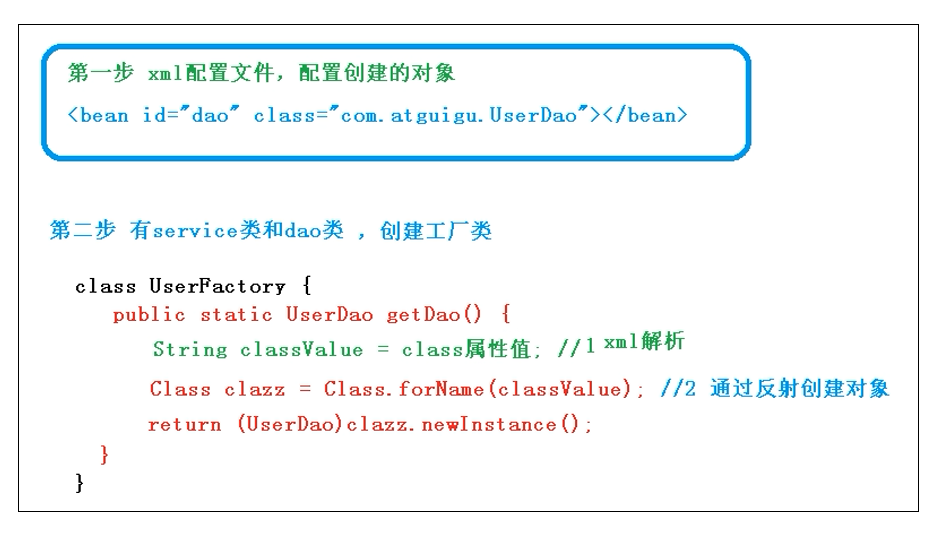 第一步 xml配置文件，配置创建的对象
<bean id="dao" class="com.atguigu.UserDao"></bean>
第二步 有service类和dao类 ，创建工厂类
class UserFactory {
public static UserDao getDao() {
String classValue = class属性值; //1 xml解析
Class clazz = Class.forName(classValue); //2 通过反射创建对象
return (UserDao)clazz.newInstance();
}
}